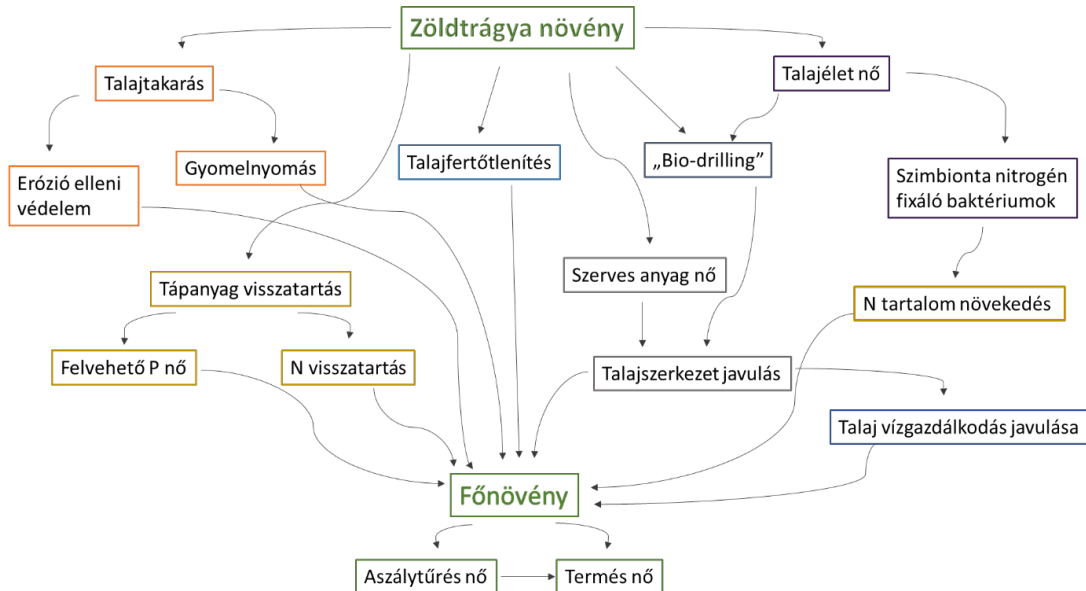 Zöldtrágya növény
Talajtakarás
Talajélet nő
Erózió elleni
védelem
Gyomelnyomás
Talajfertőtlenítés
„Bio-drilling”
Szimbionta nitrogén
fixáló baktériumok
Tápanyag visszatartás
Szerves anyag nő
N tartalom növekedés
Felvehető P nő
N visszatartás
Talajszerkezet javulás
Talaj vízgazdálkodás javulása
Főnövény
Aszálytűrés nő
Termés nő